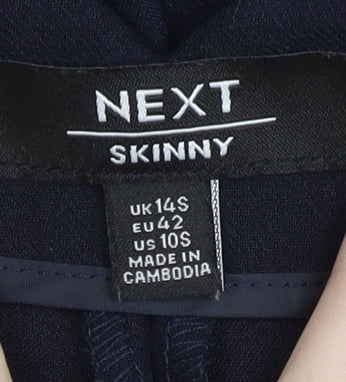 NEXT
SKINNY
UK 14S
EU 42
US 10S
MADE IN
CAMBODIA